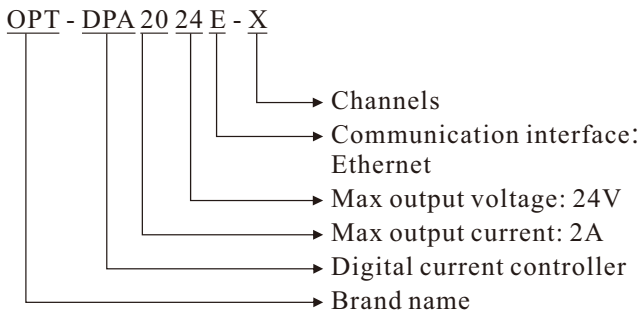 OPT - DPA 20 24 E - X
Channels
Communication interface:
Ethernet
Max output voltage: 24V
Max output current: 2A
Digital current controller
Brand name